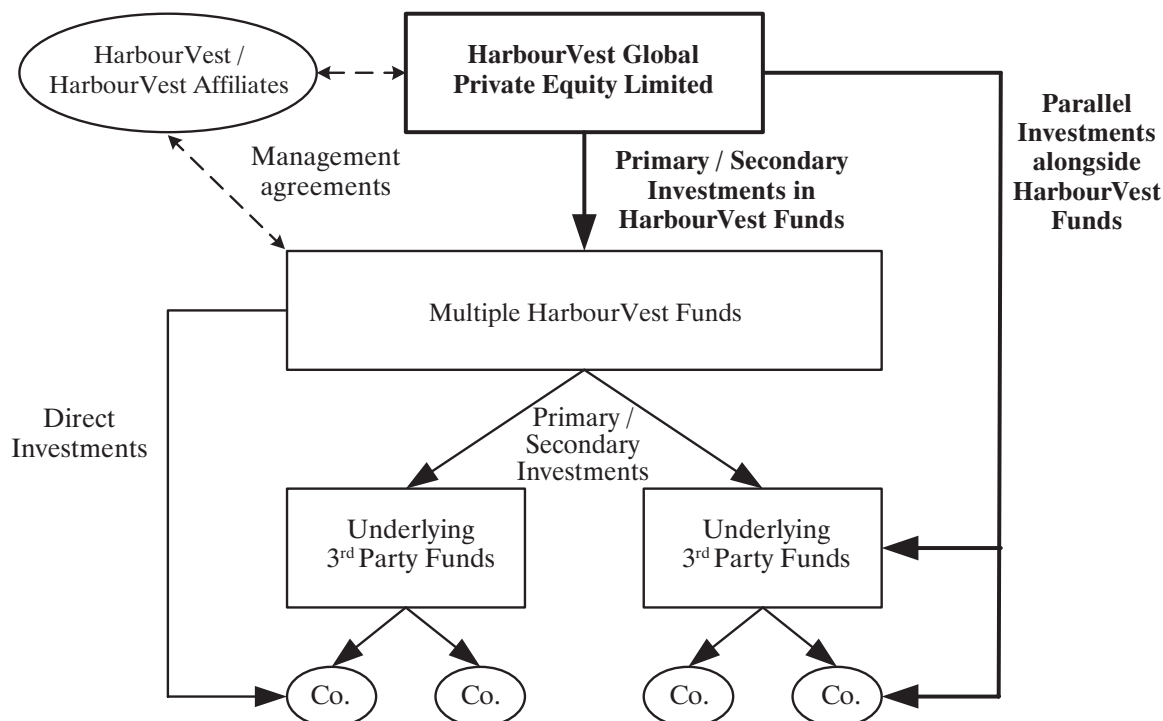 HarbourVest /
HarbourVest Affiliates
HarbourVest Global
Private Equity Limited
Parallel
Investments
alongside
HarbourVest
Funds
Management
agreements
Primary / Secondary
Investments in
HarbourVest Funds
Multiple HarbourVest Funds
Direct
Investments
Primary /
Secondary
Investments
Underlying
3rd Party Funds
Underlying
3rd Party Funds
Co.
Co.
Co.
Co.